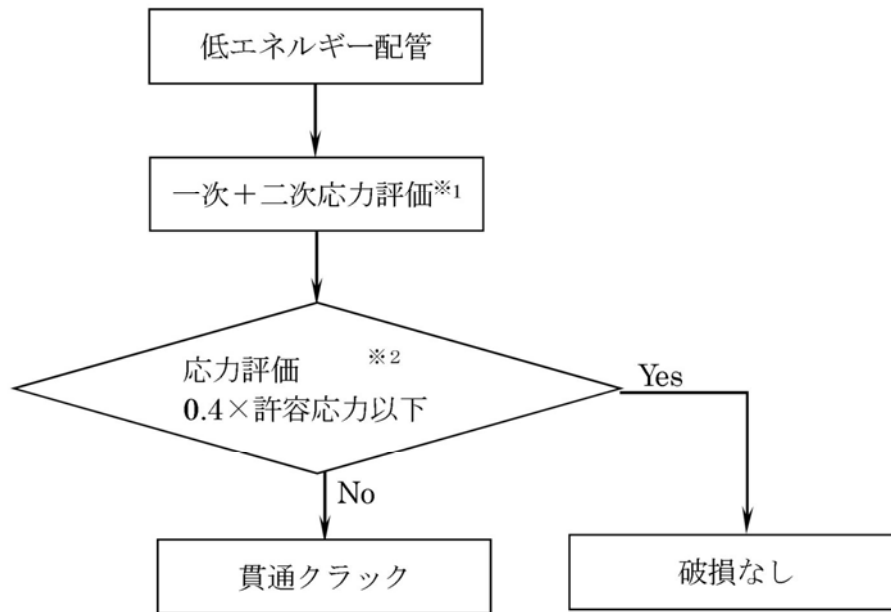 低エネルギー配管
一次＋二次応力評価※1
応力評価 ※2
0.4×許容応力以下
Yes
No
貫通クラック
破損なし